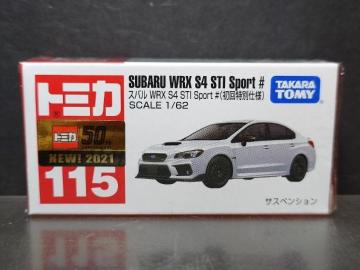 トミカ
トミカ 50th
NEW! 2021
115
SUBARU WRX S4 STI Sport #
スバル WRX S4 STI Sport #(初回特別仕様)
SCALE 1/62
TAKARA
TOMY
サスペンション